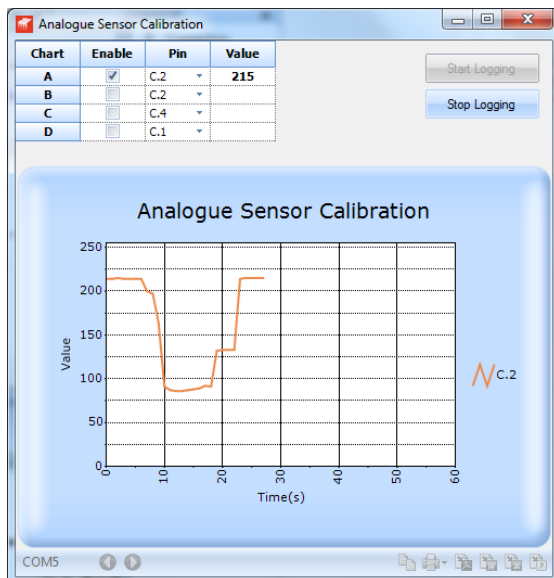 Analogue Sensor Calibration
Chart Enable Pin Value
A C.2 215
B C.2
C C.4
D C.1
Start Logging
Stop Logging
Analogue Sensor Calibration
250
200
150
100
50
0
Value
C.2
0 10 20 30 40 50 60
Time(s)
COM5